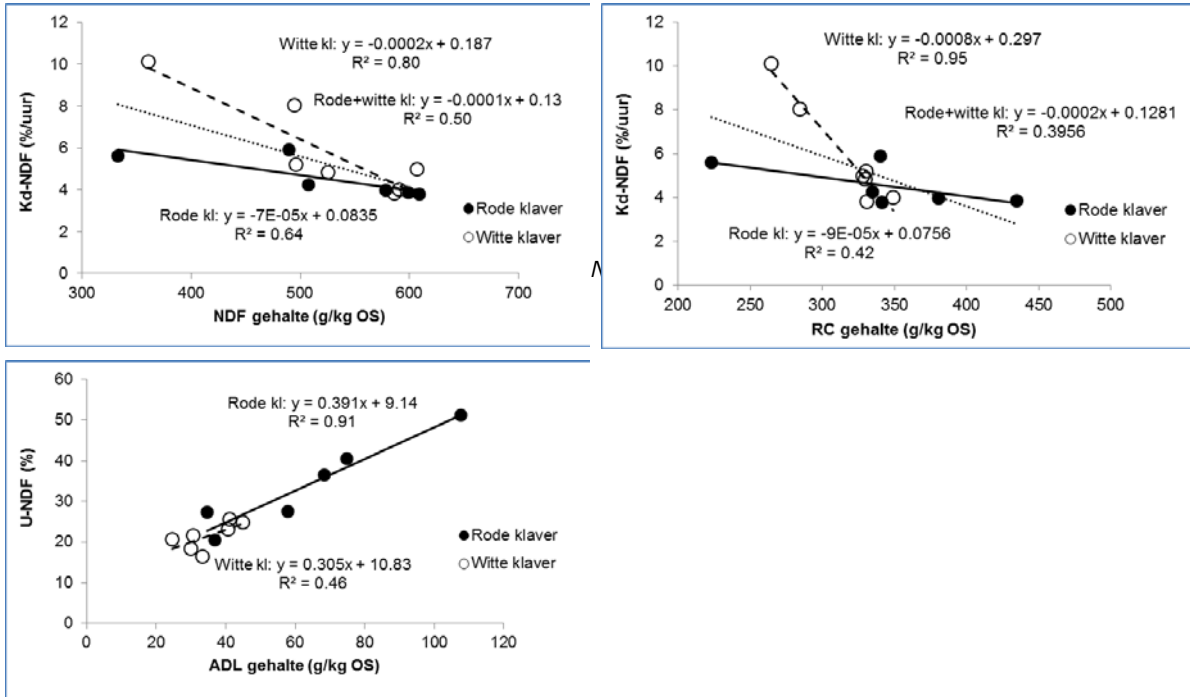 12
10
8
6
4
2
0
Kd-NDF (%/uur)
Witte kl: y = -0.0002x + 0.187
R² = 0.80
Rode+witte kl: y = -0.0001x + 0.13
R² = 0.50
Rode kl: y = -7E-05x + 0.0835
R² = 0.64
Rode klaver
Witte klaver
300 400 500 600 700
NDF gehalte (g/kg OS)
12
10
8
6
4
2
0
Kd-NDF (%/uur)
Witte kl: y = -0.0008x + 0.297
R² = 0.95
Rode+witte kl: y = -0.0002x + 0.1281
R² = 0.3956
Rode kl: y = -9E-05x + 0.0756
R² = 0.42
Rode klaver
Witte klaver
200 250 300 350 400 450 500
RC gehalte (g/kg OS)
60
50
40
30
20
10
0
U-NDF (%)
Rode kl: y = 0.391x + 9.14
R² = 0.91
Witte kl: y = 0.305x + 10.83
R² = 0.46
Rode klaver
Witte klaver
0 20 40 60 80 100 120
ADL gehalte (g/kg OS)